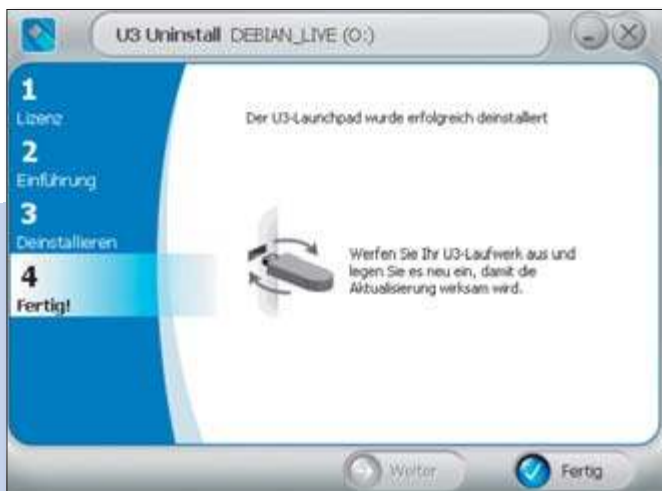 U3 Uninstall DEBIAN_LIVE (O:)
1
Lizenz
2
Einführung
3
Deinstallieren
4
Fertig!
Der U3-Launchpad wurde erfolgreich deinstalliert
Werfen Sie Ihr U3-Laufwerk aus und
legen Sie es neu ein, damit die
Aktualisierung wirksam wird.
Weiter
Fertig